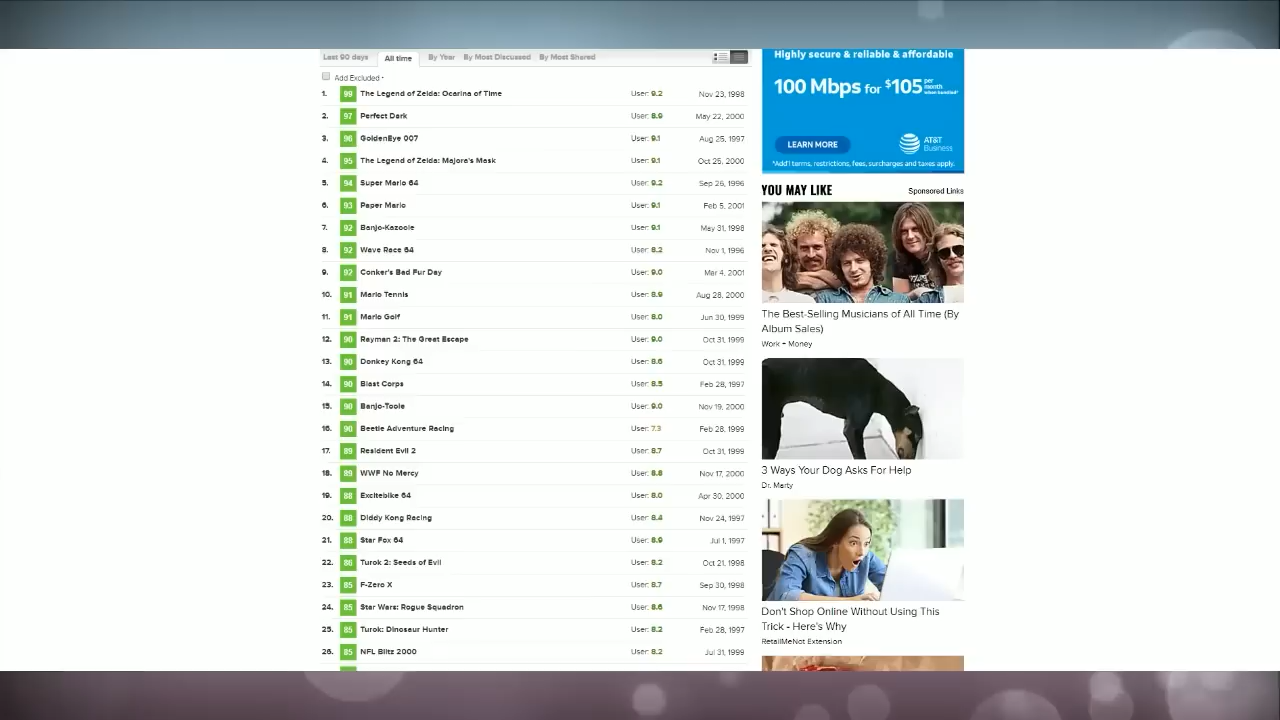 Last 90 days All time By Year By Most Discussed By Most Shared
Add Excluded
1. 99 The Legend of Zelda: Ocarina of Time User: 9.2 Nov 23, 1998
2. 97 Perfect Dark User: 8.9 May 22, 2000
3. 96 GoldenEye 007 User: 9.1 Aug 25, 1997
4. 95 The Legend of Zelda: Majora's Mask User: 9.1 Oct 25, 2000
5. 94 Super Mario 64 User: 9.2 Sep 26, 1996
6. 93 Paper Mario User: 9.1 Feb 5, 2001
7. 92 Banjo-Kazooie User: 9.1 May 31, 1998
8. 92 Wave Race 64 User: 8.2 Nov 1, 1996
9. 92 Conker's Bad Fur Day User: 9.0 Mar 4, 2001
10. 91 Mario Tennis User: 8.9 Aug 28, 2000
11. 91 Mario Golf User: 8.0 Jun 30, 1999
12. 90 Rayman 2: The Great Escape User: 9.0 Oct 31, 1999
13. 90 Donkey Kong 64 User: 8.6 Oct 31, 1999
14. 90 Blast Corps User: 8.5 Feb 28, 1997
15. 90 Banjo-Tooie User: 9.0 Nov 19, 2000
16. 90 Beetle Adventure Racing User: 7.3 Feb 28, 1999
17. 89 Resident Evil 2 User: 8.7 Oct 31, 1999
18. 89 WWF No Mercy User: 8.8 Nov 17, 2000
19. 88 Excitebike 64 User: 8.0 Apr 30, 2000
20. 88 Diddy Kong Racing User: 8.4 Nov 24, 1997
21. 88 Star Fox 64 User: 8.9 Jul 1, 1997
22. 86 Turok 2: Seeds of Evil User: 8.2 Oct 21, 1998
23. 85 F-Zero X User: 8.7 Sep 30, 1998
24. 85 Star Wars: Rogue Squadron User: 8.6 Nov 17, 1998
25. 85 Turok: Dinosaur Hunter User: 8.2 Feb 28, 1997
26. 85 NFL Blitz 2000 User: 8.2 Jul 31, 1999
Highly secure & reliable & affordable
100 Mbps for $105 per month when bundled*
LEARN MORE
AT&T Business
*Add'l terms, restrictions, fees, surcharges and taxes apply.
YOU MAY LIKE Sponsored Links
The Best-Selling Musicians of All Time (By
Album Sales)
Work + Money
3 Ways Your Dog Asks For Help
Dr. Marty
Don't Shop Online Without Using This
Trick - Here's Why
RetailMeNot Extension